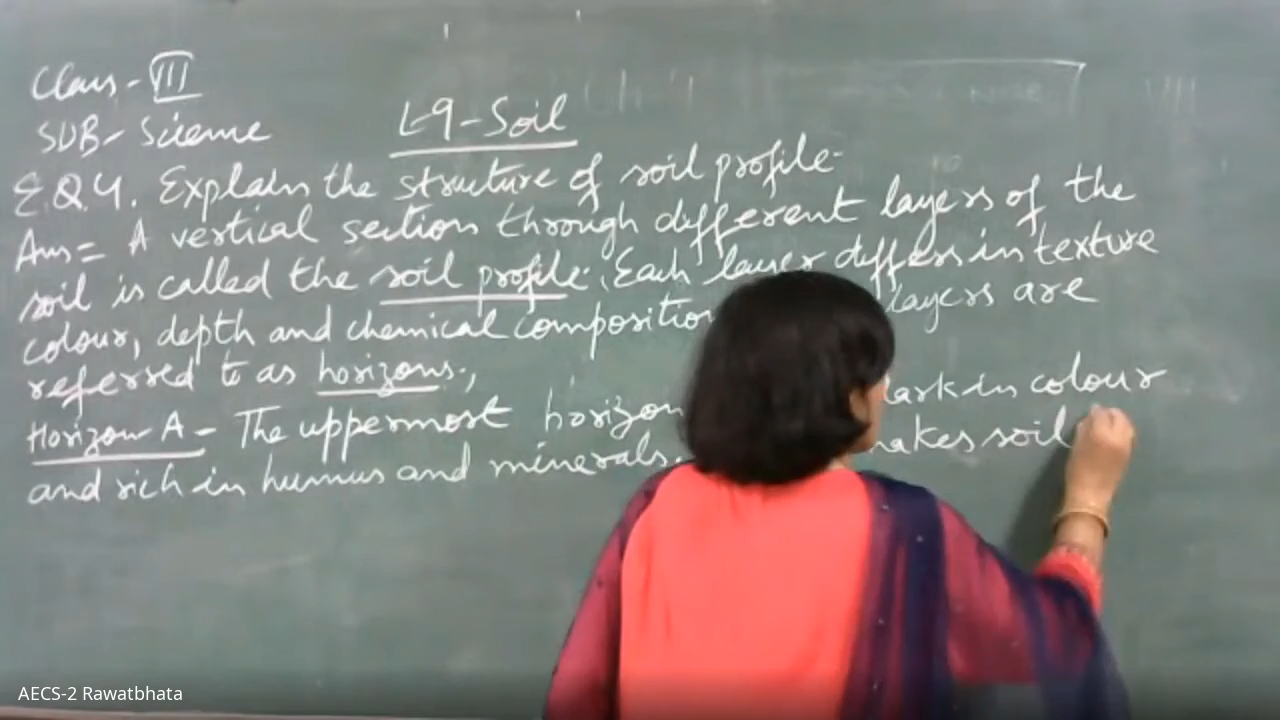 Class - VII
SUB - Science
L-9 - Soil
E.Q.4. Explain the structure of soil profile.
Ans = A vertical section through different layers of the
soil is called the soil profile. Each layer differs in texture
colour, depth and chemical composition layers are
referred to as horizons.
Horizon A - The uppermost horizon dark in colour
and rich in humus and minerals. makes soil
AECS-2 Rawatbhata